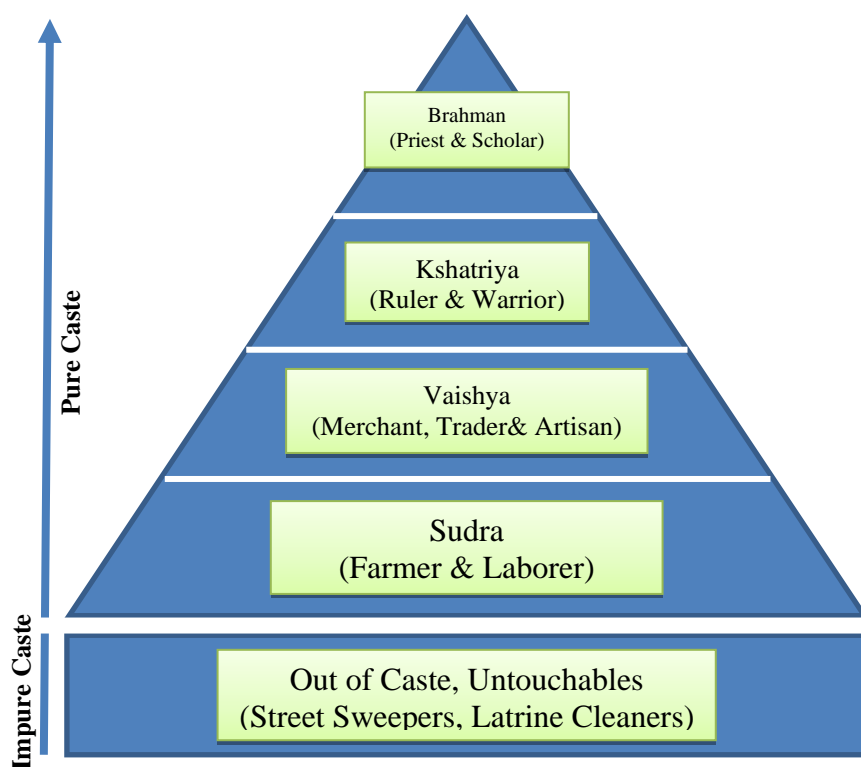 Brahman
(Priest & Scholar)
Kshatriya
(Ruler & Warrior)
Vaishya
(Merchant, Trader& Artisan)
Sudra
(Farmer & Laborer)
Out of Caste, Untouchables
(Street Sweepers, Latrine Cleaners)
Pure Caste
Impure Caste